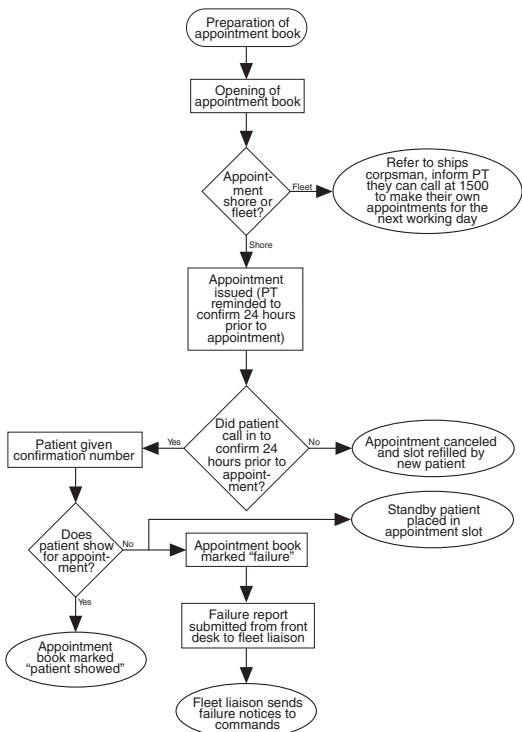 Preparation of
appointment book
Opening of
appointment book
Appoint-
ment
shore or
fleet?
Fleet
Refer to ships
corpsman, inform PT
they can call at 1500
to make their own
appointments for the
next working day
Shore
Appointment
issued (PT
reminded to
confirm 24 hours
prior to
appointment)
Did patient
call in to
confirm 24
hours prior to
appoint-
ment?
Yes
No
Patient given
confirmation number
Appointment canceled
and slot refilled by
new patient
Does
patient show
for appoint-
ment?
No
Standby patient
placed in
appointment slot
Appointment book
marked “failure”
Yes
Appointment
book marked
“patient showed”
Failure report
submitted from front
desk to fleet liaison
Fleet liaison sends
failure notices to
commands